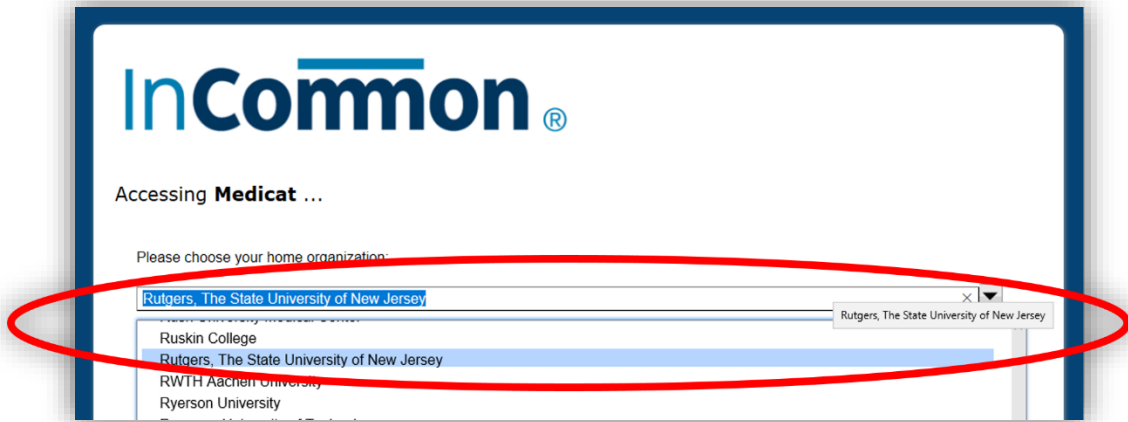 InCommon ®
Accessing Medicat ...
Please choose your home organization:
Rutgers, The State University of New Jersey
Rutgers, The State University of New Jersey
Ruskin College
Rutgers, The State University of New Jersey
RWTH Aachen University
Ryerson University